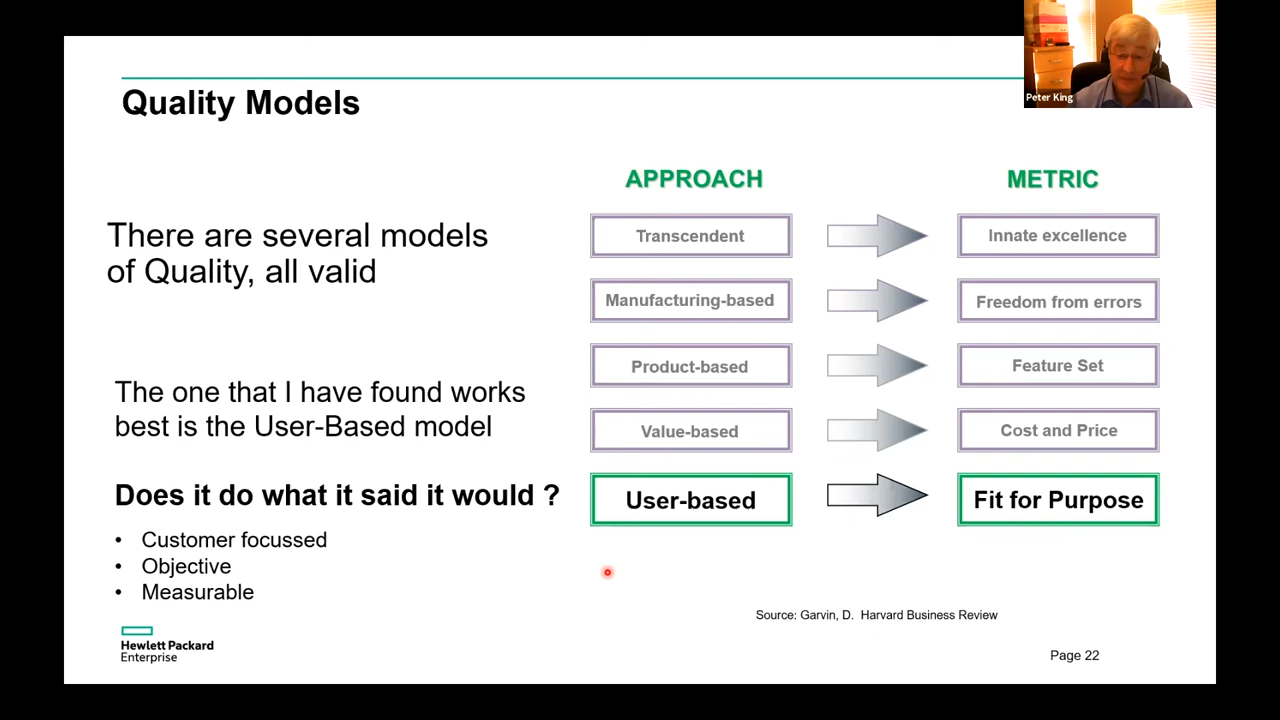 Peter King
Quality Models
There are several models
of Quality, all valid
The one that I have found works
best is the User-Based model
Does it do what it said it would ?
• Customer focussed
• Objective
• Measurable
APPROACH
METRIC
Transcendent
Innate excellence
Manufacturing-based
Freedom from errors
Product-based
Feature Set
Value-based
Cost and Price
User-based
Fit for Purpose
Source: Garvin, D. Harvard Business Review
Hewlett Packard
Enterprise
Page 22